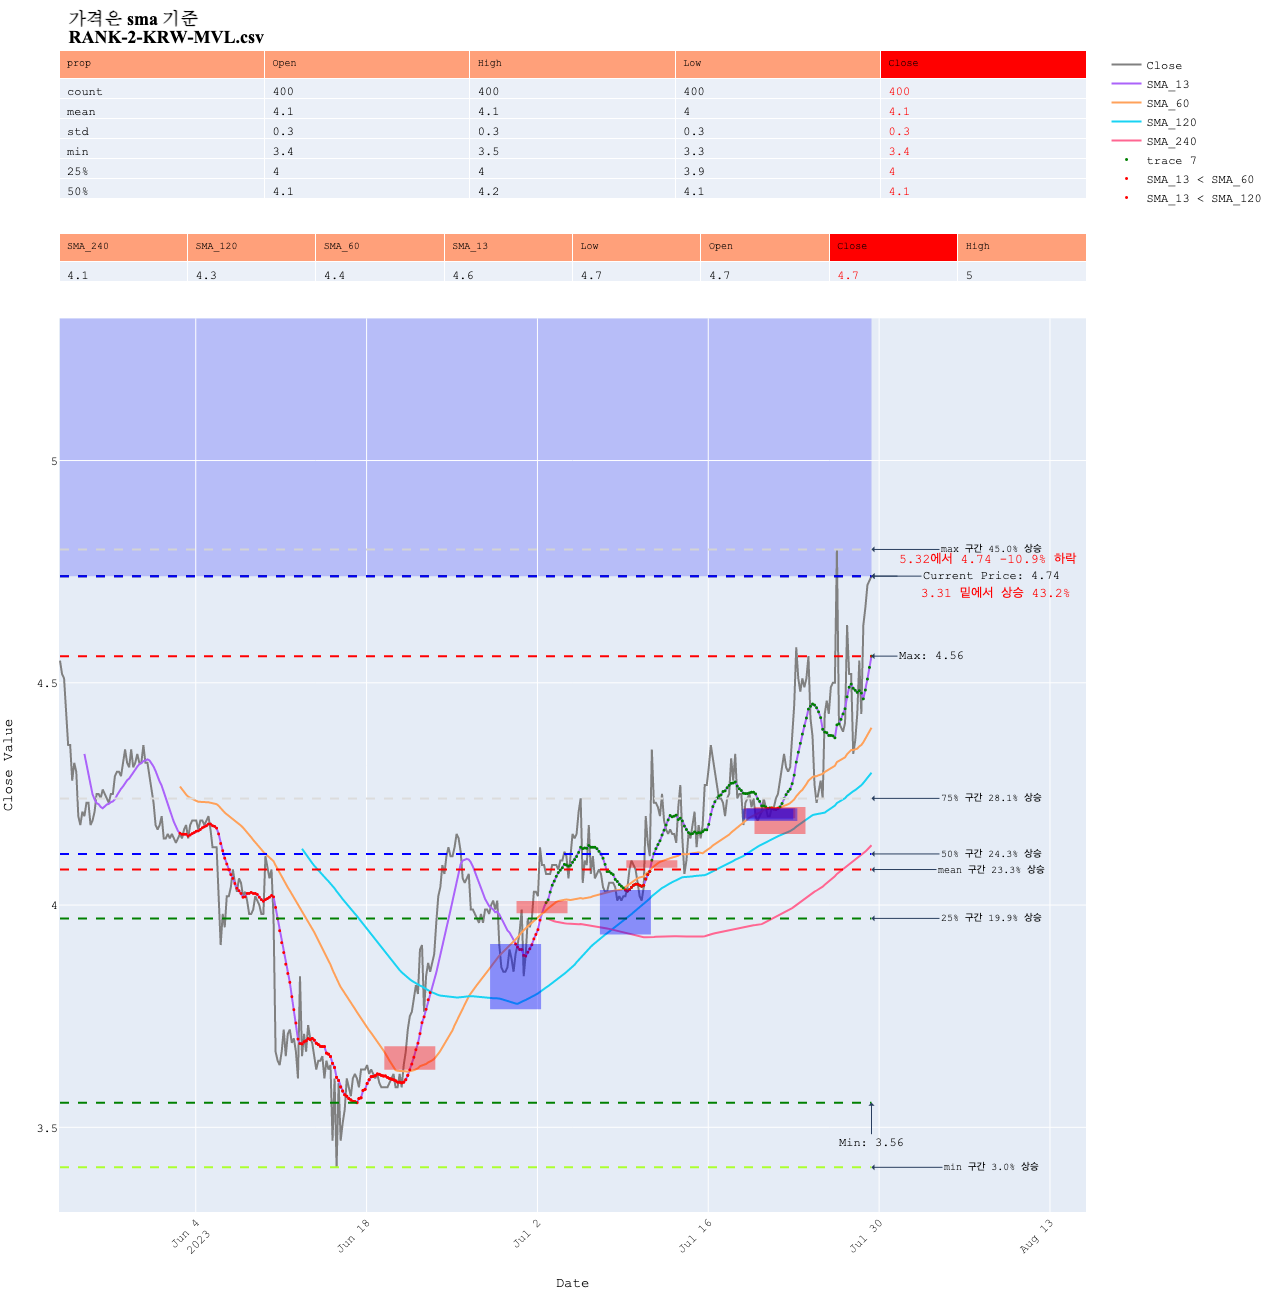 가격은 sma 기준
RANK-2-KRW-MVL.csv
prop Open High Low Close
count 400 400 400 400
mean 4.1 4.1 4 4.1
std 0.3 0.3 0.3 0.3
min 3.4 3.5 3.3 3.4
25% 4 4 3.9 4
50% 4.1 4.2 4.1 4.1
Close
SMA_13
SMA_60
SMA_120
SMA_240
trace 7
SMA_13 < SMA_60
SMA_13 < SMA_120
SMA_240 SMA_120 SMA_60 SMA_13 Low Open Close High
4.1 4.3 4.4 4.6 4.7 4.7 4.7 5
5
4.5
4
3.5
Close Value
max 구간 45.0% 상승
5.32에서 4.74 -10.9% 하락
Current Price: 4.74
3.31 밑에서 상승 43.2%
Max: 4.56
75% 구간 28.1% 상승
50% 구간 24.3% 상승
mean 구간 23.3% 상승
25% 구간 19.9% 상승
Min: 3.56
min 구간 3.0% 상승
Jun 4
2023
Jun 18
Jul 2
Jul 16
Jul 30
Aug 13
Date